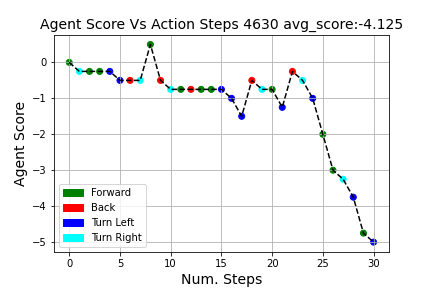 Agent Score Vs Action Steps 4630 avg_score:-4.125
Agent Score
0
−1
−2
−3
−4
−5
Forward
Back
Turn Left
Turn Right
0 5 10 15 20 25 30
Num. Steps